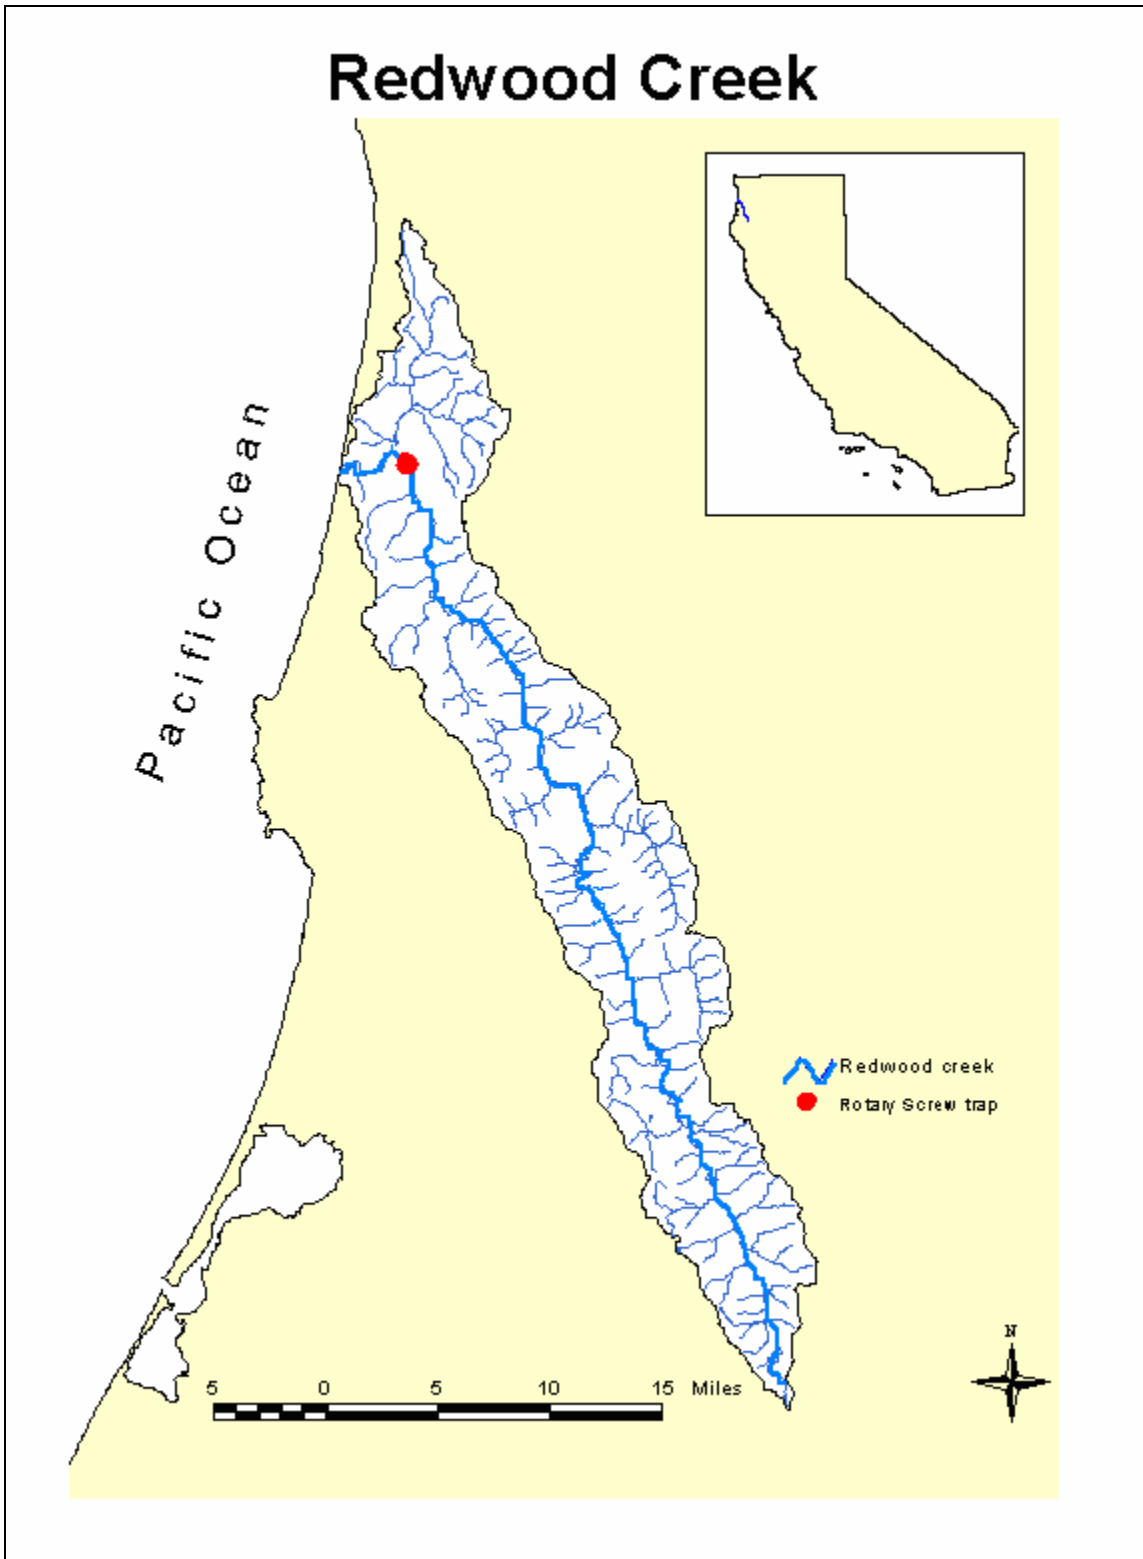 Redwood Creek
Pacific Ocean
Redwood creek
Rotary Screw trap
N
5 0 5 10 15 Miles